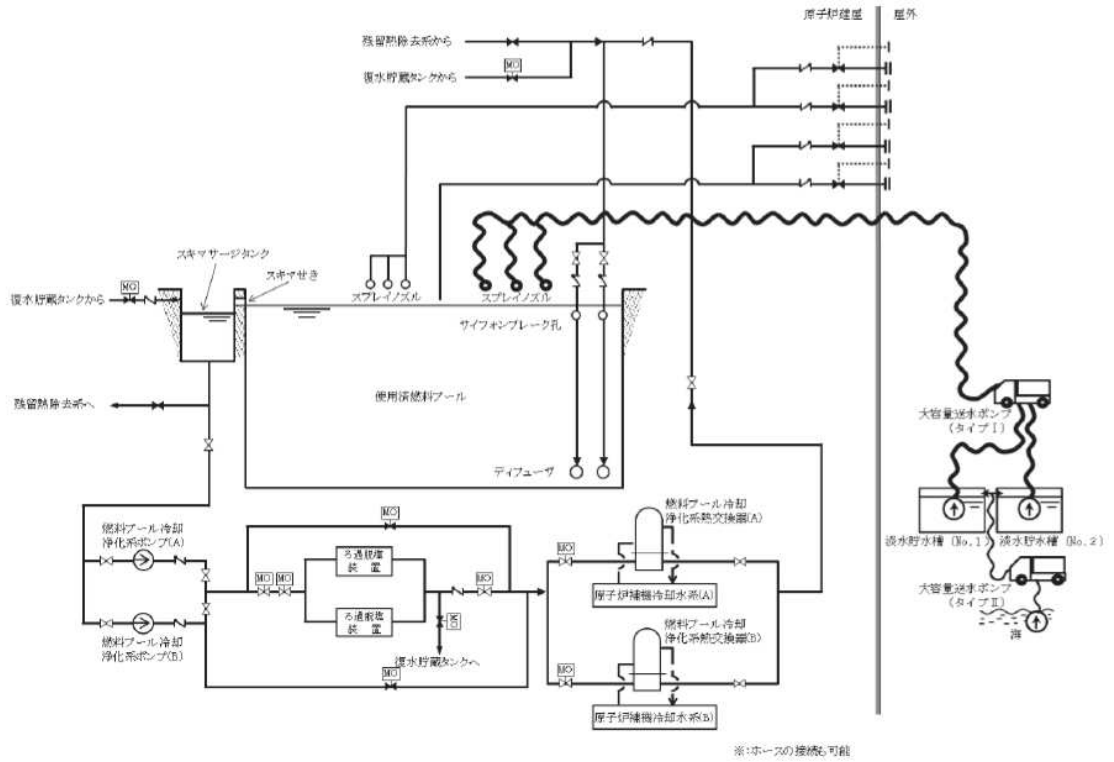 原子炉建屋
屋外
残留熱除去系から
MO
復水貯蔵タンクから
スキマサージタンク
スキマせき
MO
復水貯蔵タンクから
スプレイノズル
スプレイノズル
サイフォンブレーク孔
残留熱除去系へ
使用済燃料プール
大容量送水ポンプ
(タイプⅠ)
ディフューザ
燃料プール冷却
浄化系ポンプ(A)
MO
燃料プール冷却
浄化系熱交換器(A)
淡水貯水槽 (No.1)
淡水貯水槽 (No.2)
MO
MO
ろ過脱塩
装置
MO
MO
原子炉補機冷却水系(A)
大容量送水ポンプ
(タイプⅡ)
海
ろ過脱塩
装置
MO
燃料プール冷却
浄化系熱交換器(B)
燃料プール冷却
浄化系ポンプ(B)
復水貯蔵タンクへ
MO
MO
原子炉補機冷却水系(B)
※:ホースの接続も可能